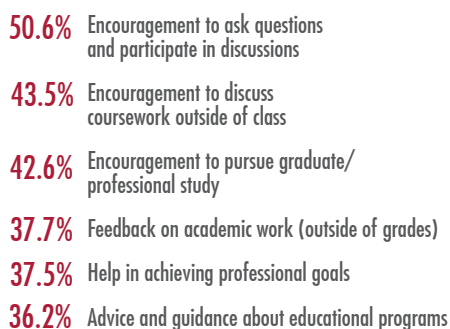 50.6% Encouragement to ask questions
and participate in discussions
43.5% Encouragement to discuss
coursework outside of class
42.6% Encouragement to pursue graduate/
professional study
37.7% Feedback on academic work (outside of grades)
37.5% Help in achieving professional goals
36.2% Advice and guidance about educational programs